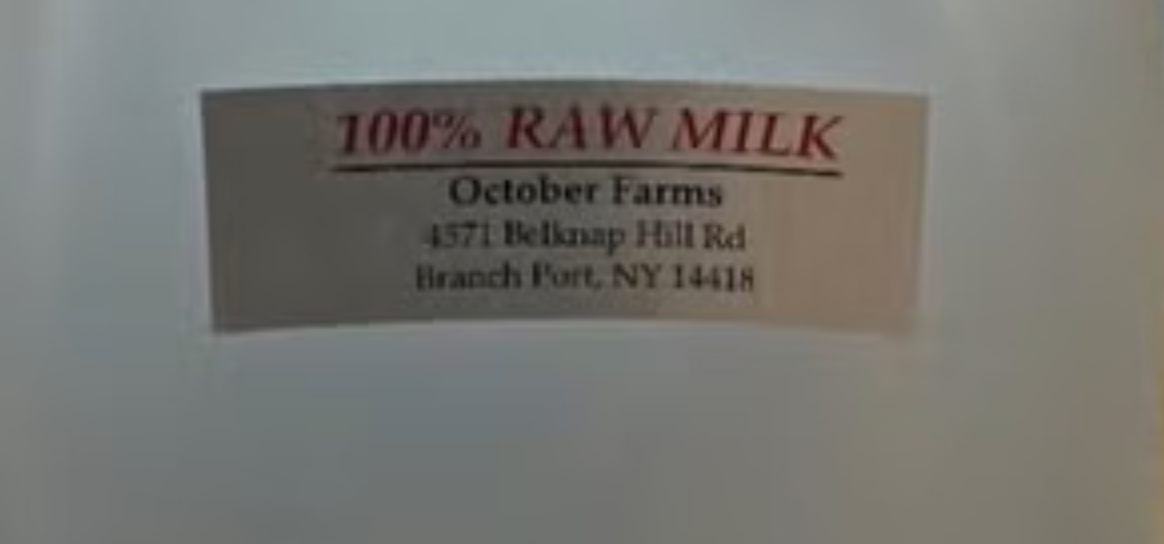 100% RAW MILK
October Farms
4571 Belknap Hill Rd
Branch Port, NY 14418